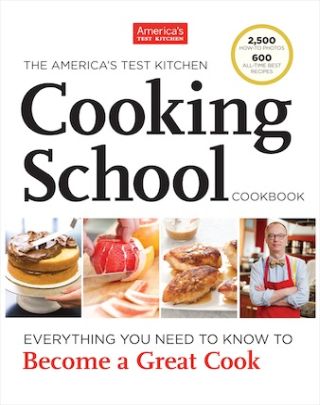 America's
TEST KITCHEN
2,500
HOW-TO PHOTOS
600
ALL-TIME BEST
RECIPES
THE AMERICA'S TEST KITCHEN
Cooking
School
COOKBOOK
EVERYTHING YOU NEED TO KNOW TO
Become a Great Cook